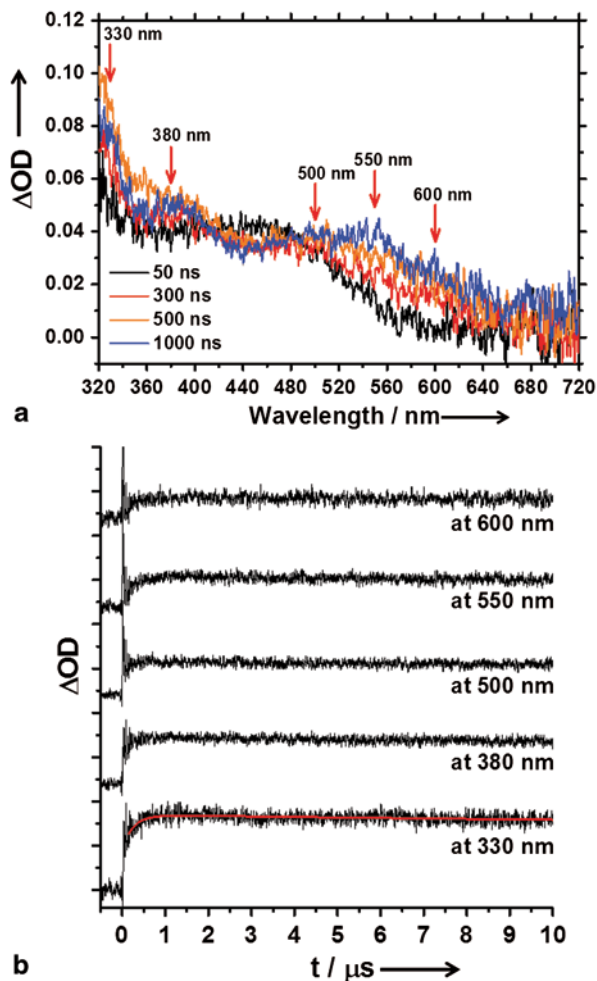 0.12
0.10
0.08
0.06
0.04
0.02
0.00
ΔOD
330 nm
380 nm
500 nm
550 nm
600 nm
50 ns
300 ns
500 ns
1000 ns
320 360 400 440 480 520 560 600 640 680 720
Wavelength / nm
a
ΔOD
at 600 nm
at 550 nm
at 500 nm
at 380 nm
at 330 nm
0 1 2 3 4 5 6 7 8 9 10
t / μs
b